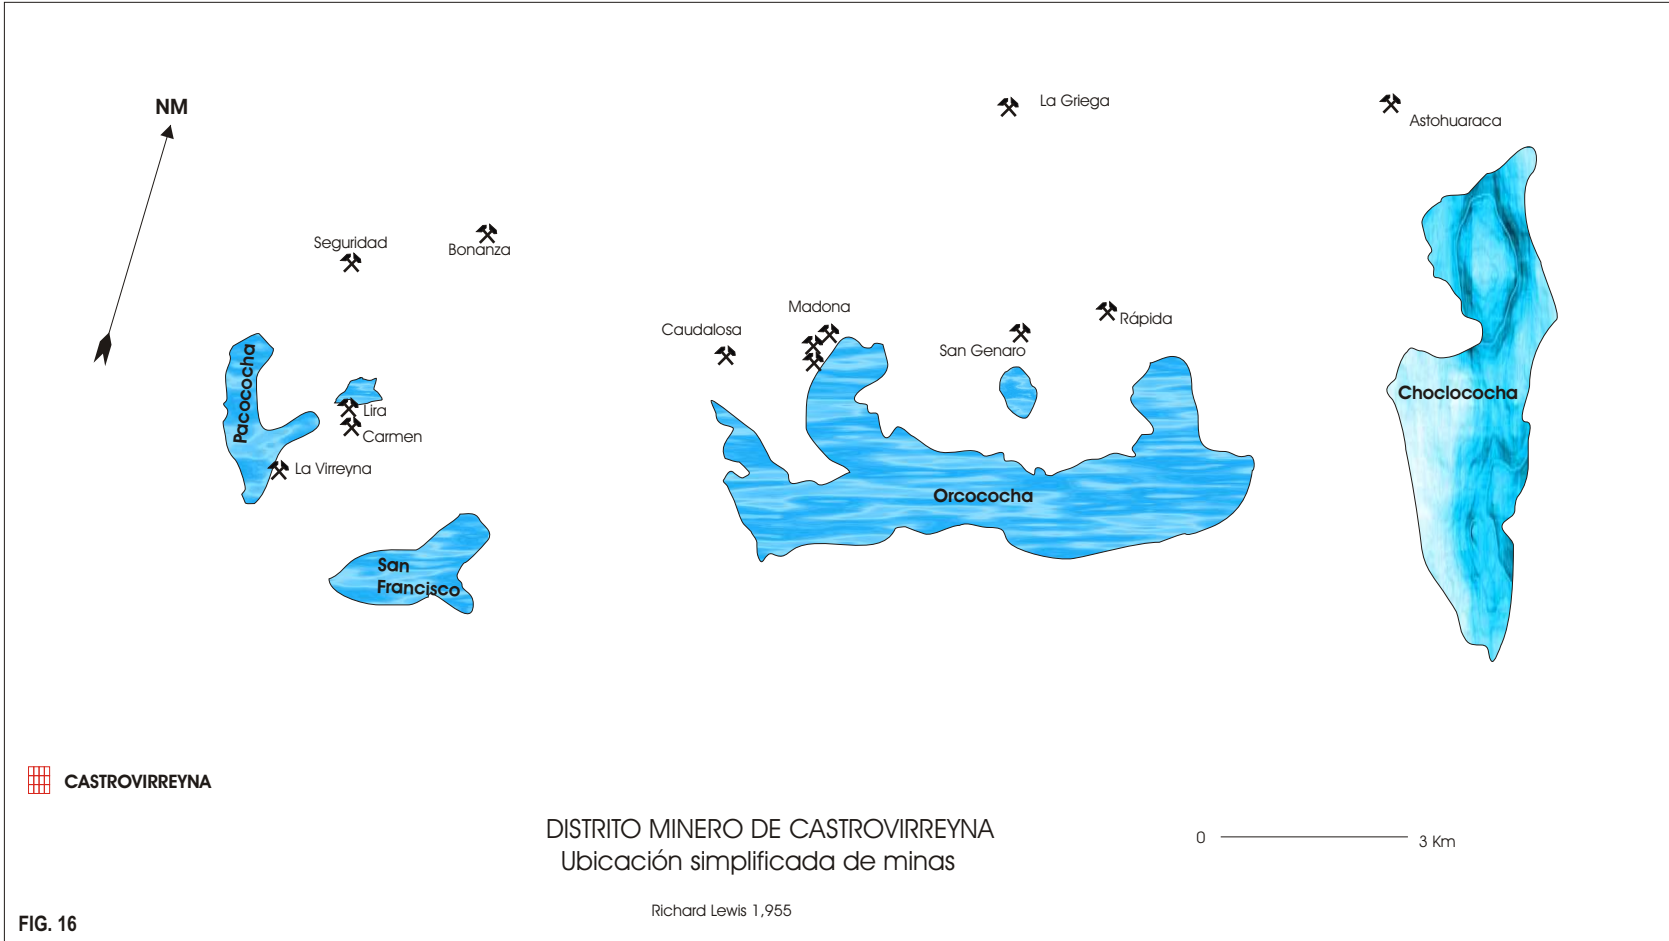 NM
La Griega
Astohuaraca
Seguridad
Bonanza
Madona
Caudalosa
San Genaro
Rápida
Pacococha
Lira
Carmen
La Virreyna
Choclococha
Orcococha
San
Francisco
CASTROVIRREYNA
DISTRITO MINERO DE CASTROVIRREYNA
Ubicación simplificada de minas
0
3 Km
Richard Lewis 1,955
FIG. 16